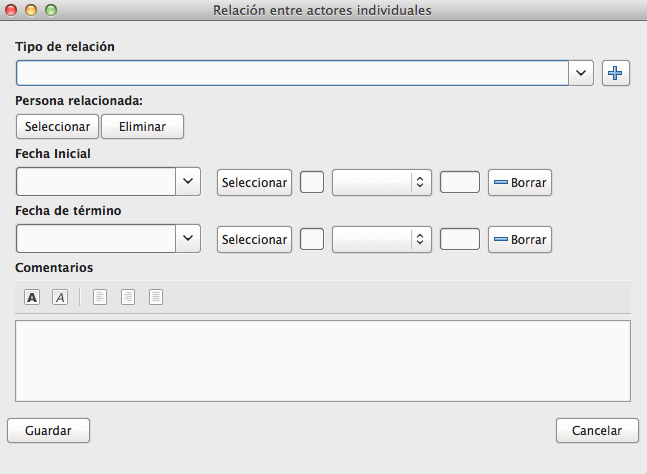 Relación entre actores individuales
Tipo de relación
Persona relacionada:
Seleccionar Eliminar
Fecha Inicial
Seleccionar Borrar
Fecha de término
Seleccionar Borrar
Comentarios
A A
Guardar Cancelar